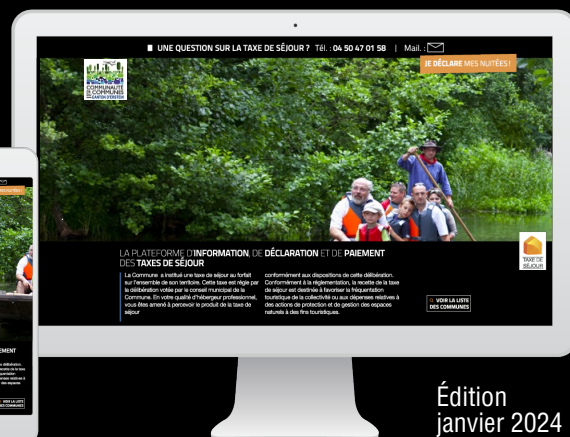 UNE QUESTION SUR LA TAXE DE SÉJOUR ? Tél. : 04 50 47 01 58 | Mail. :
JE DÉCLARE MES NUITÉES !
COMMUNAUTÉ
DE COMMUNES
CANTON D'ERSTEIN
LA PLATEFORME D'INFORMATION, DE DÉCLARATION ET DE PAIEMENT
DES TAXES DE SÉJOUR
La Commune a institué une taxe de séjour au forfait
sur l'ensemble de son territoire. Cette taxe est régie par
la délibération votée par le conseil municipal de la
Commune. En votre qualité d'hébergeur professionnel,
vous êtes amené à percevoir le produit de la taxe de
séjour
conformément aux dispositions de cette délibération.
Conformément à la réglementation, la recette de la taxe
de séjour est destinée à favoriser la fréquentation
touristique de la collectivité ou aux dépenses relatives à
des actions de protection et de gestion des espaces
naturels à des fins touristiques.
VOIR LA LISTE
DES COMMUNES
TAXE DE
SÉJOUR
Édition
janvier 2024